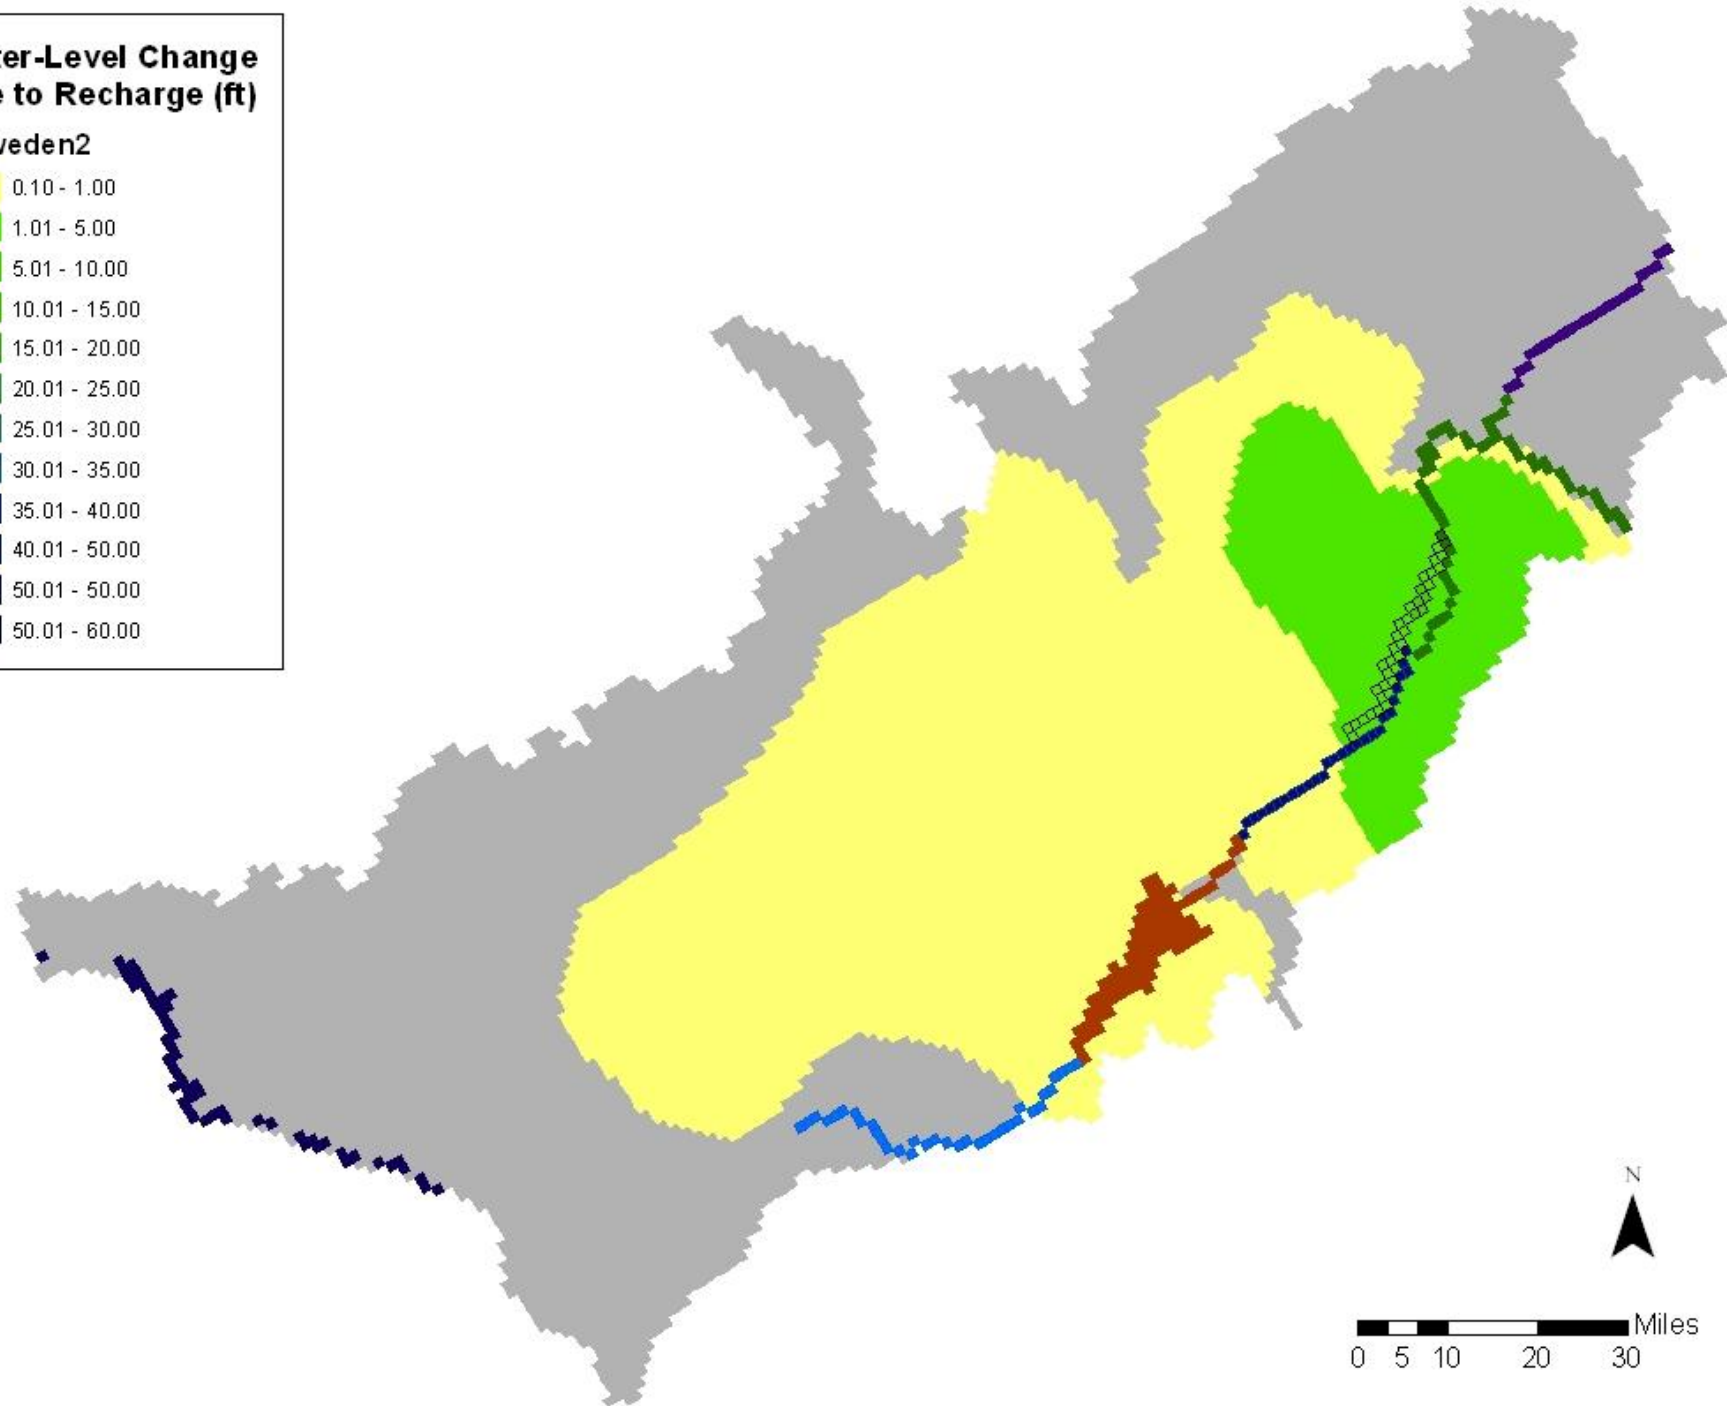 ter-Level Change
e to Recharge (ft)
weden2
0.10 - 1.00
1.01 - 5.00
5.01 - 10.00
10.01 - 15.00
15.01 - 20.00
20.01 - 25.00
25.01 - 30.00
30.01 - 35.00
35.01 - 40.00
40.01 - 50.00
50.01 - 50.00
50.01 - 60.00
N
Miles
0 5 10 20 30